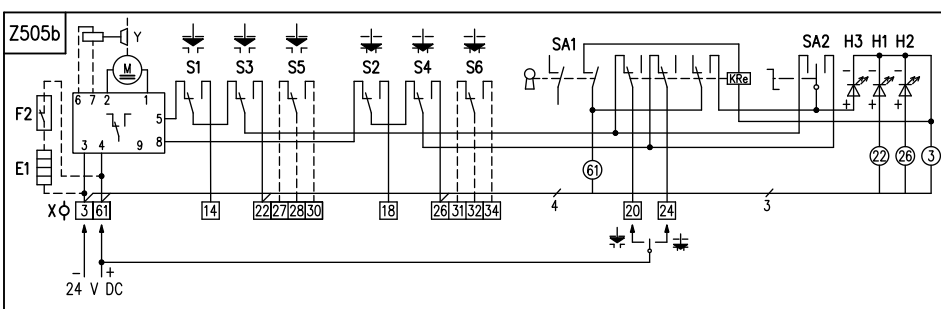 Z505b
Y
M
S1 S3 S5 S2 S4 S6 SA1 SA2 H3 H1 H2
KRe
6 7 2 1
F2
5
3 4 9 8
E1
- - -
+ + +
61 22 26 3
X 3 61 14 22 27 28 30 18 26 31 32 34 4 20 24 3
- +
24 V DC